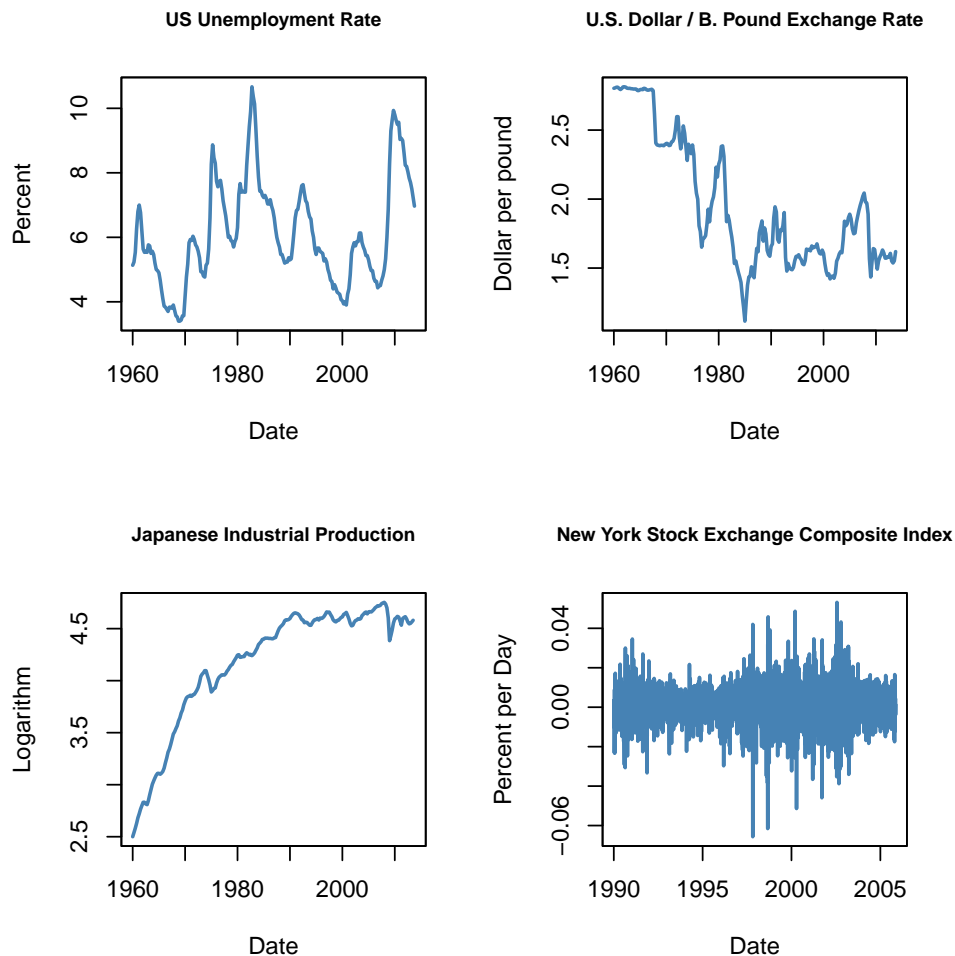 US Unemployment Rate
Percent
10
8
6
4
1960 1980 2000
Date
U.S. Dollar / B. Pound Exchange Rate
Dollar per pound
2.5
2.0
1.5
1960 1980 2000
Date
Japanese Industrial Production
Logarithm
4.5
3.5
2.5
1960 1980 2000
Date
New York Stock Exchange Composite Index
Percent per Day
0.04
0.00
−0.06
1990 1995 2000 2005
Date